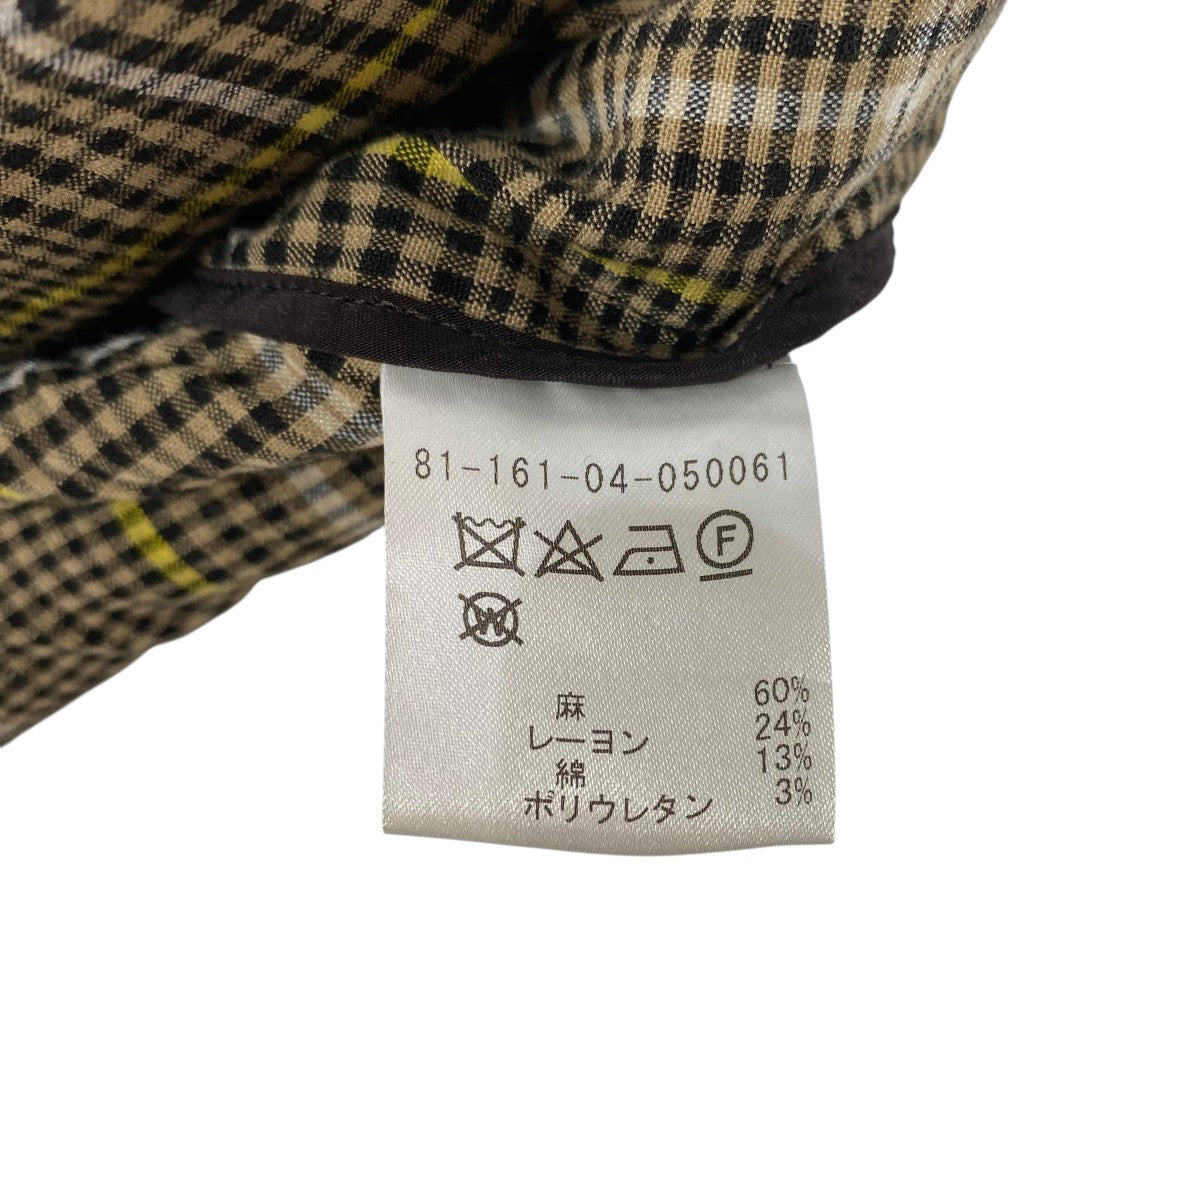 81-161-04-050061
F
W
麻 60%
レーヨン 24%
綿 13%
ポリウレタン 3%